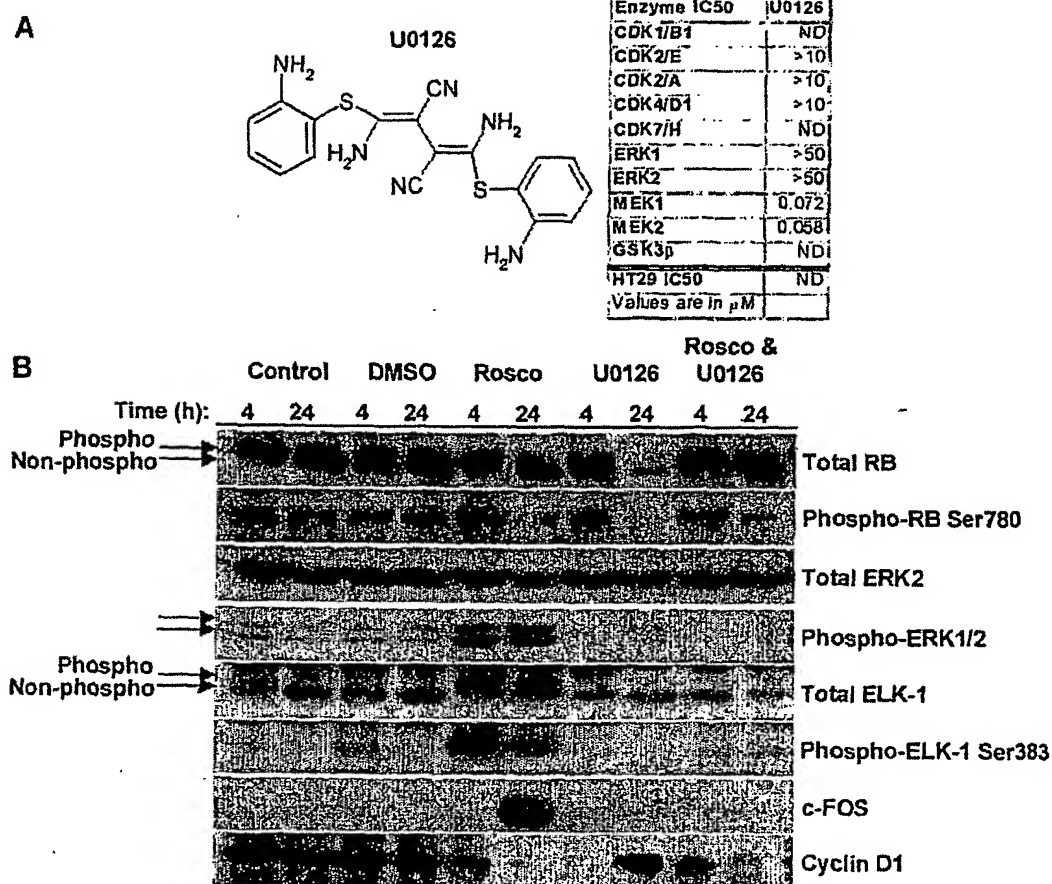 A
U0126
NH2
S
CN
H2N
NH2
NC
S
H2N
Enzyme IC50 U0126
CDK1/B1 ND
CDK2/E >10
CDK2/A >10
CDK4/D1 >10
CDK7/H ND
ERK1 >50
ERK2 >50
MEK1 0.072
MEK2 0.058
GSK3β ND
HT29 IC50 ND
Values are in μM
B
Control DMSO Rosco U0126 Rosco & U0126
Time (h): 4 24 4 24 4 24 4 24 4 24
Phospho
Non-phospho
Total RB
Phospho-RB Ser780
Total ERK2
Phospho-ERK1/2
Phospho
Non-phospho
Total ELK-1
Phospho-ELK-1 Ser383
c-FOS
Cyclin D1